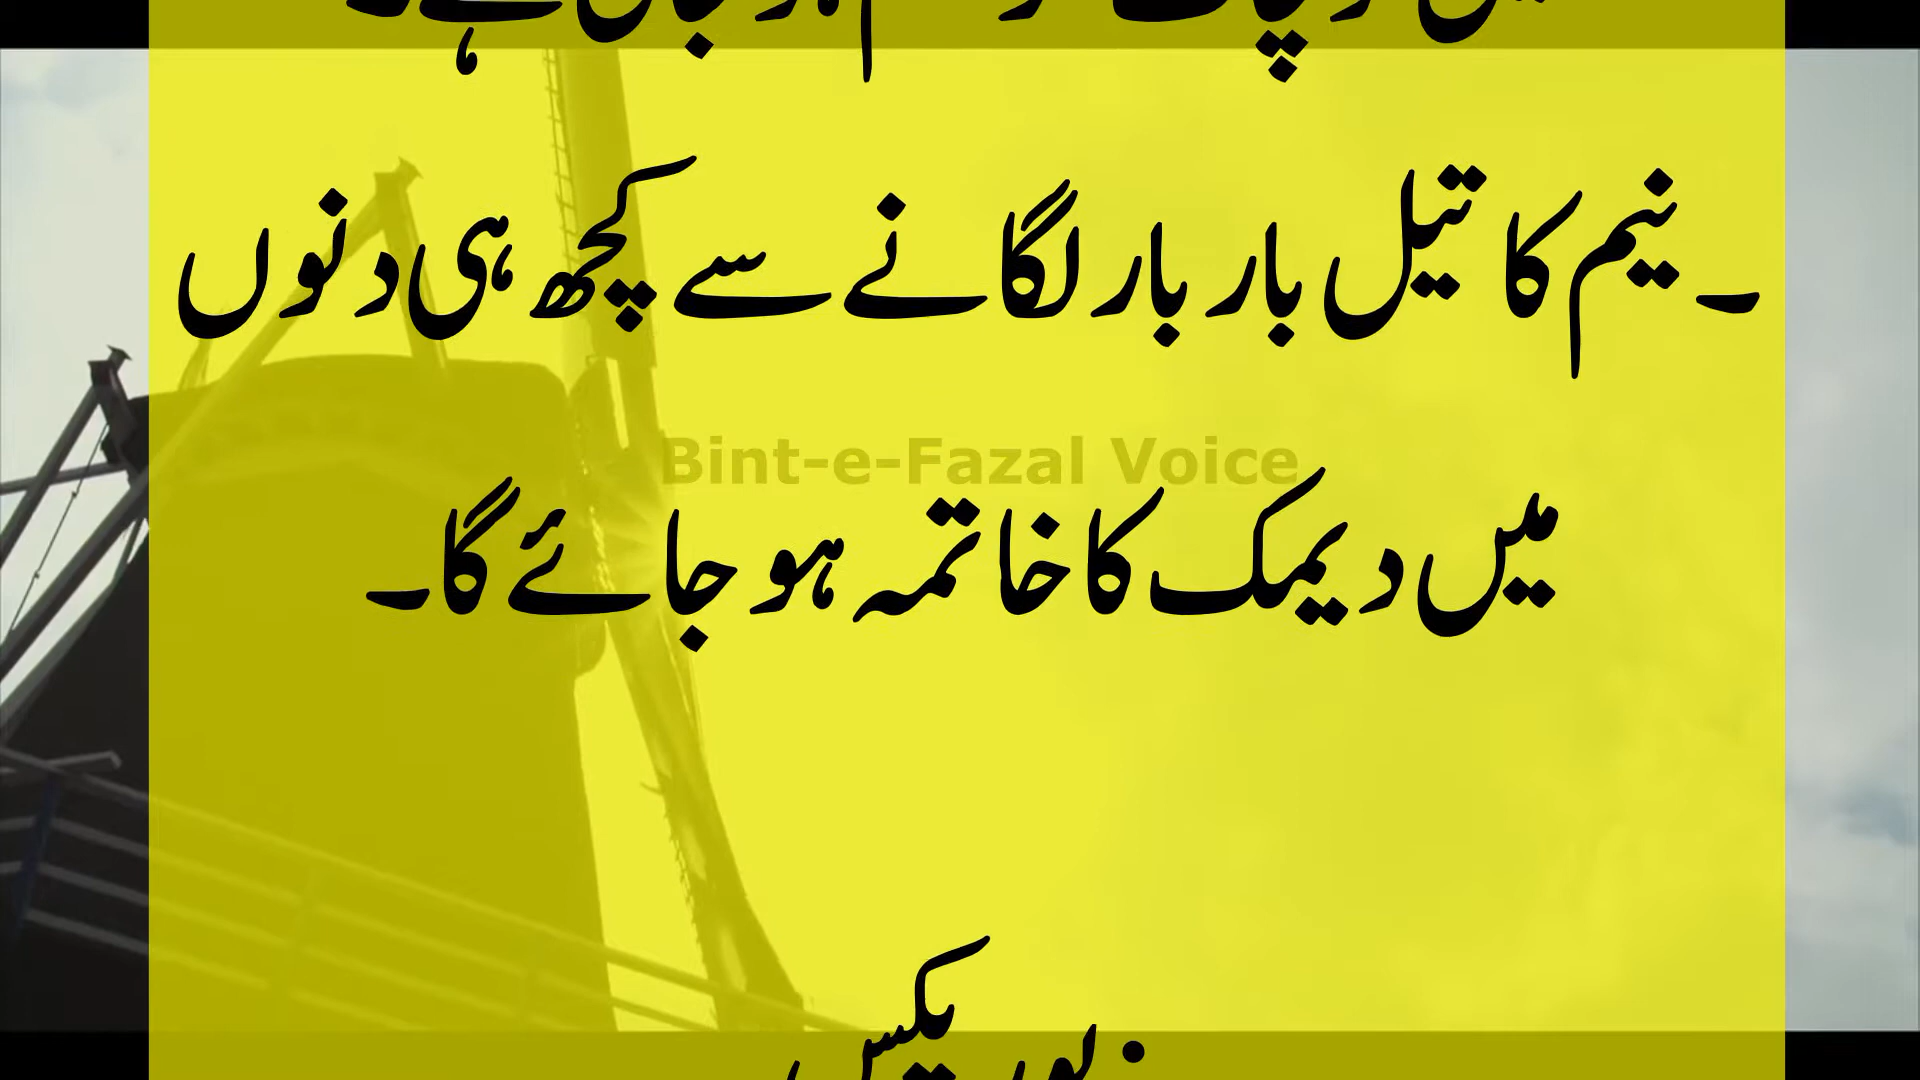 ۔نیم کا تیل بار بار لگانے سے کچھ ہی دنوں
Bint-e-Fazal Voice
میں دیمک کا خاتمہ ہو جائے گا۔